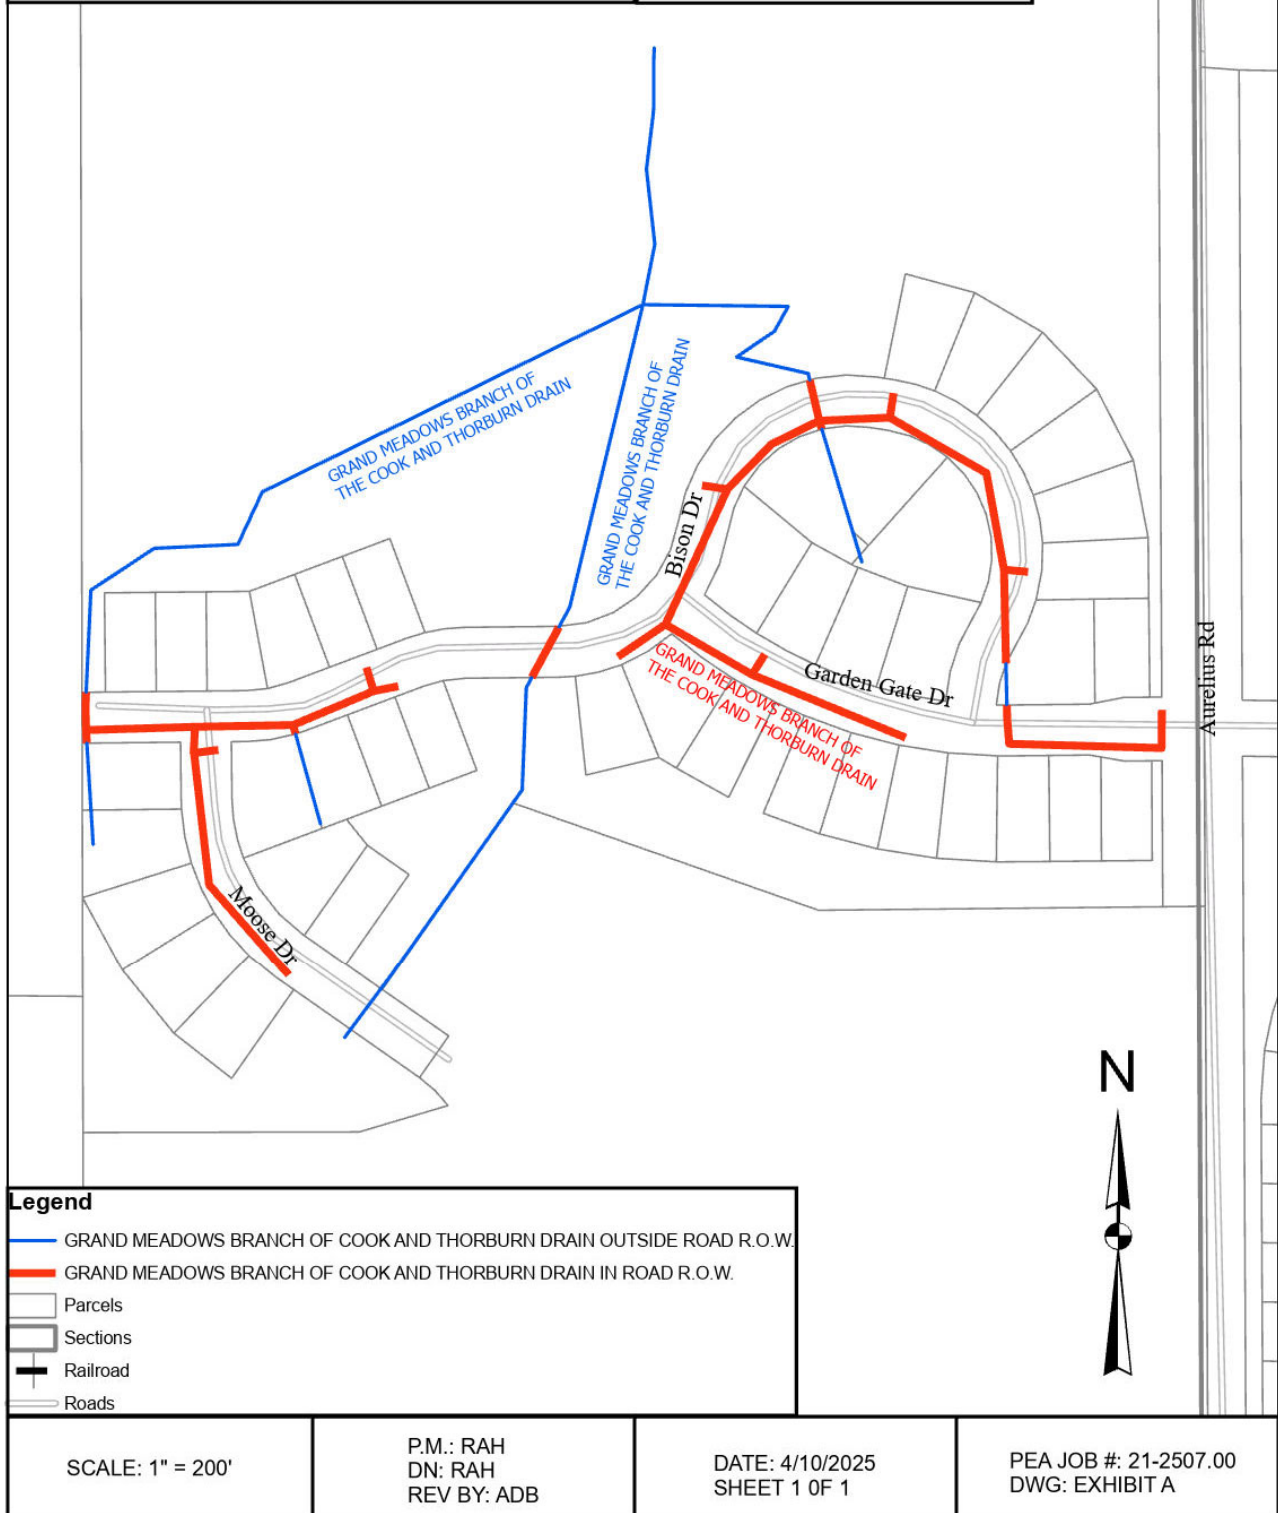 GRAND MEADOWS BRANCH OF
THE COOK AND THORBURN DRAIN
GRAND MEADOWS BRANCH OF
THE COOK AND THORBURN DRAIN
Bison Dr
GRAND MEADOWS BRANCH OF
THE COOK AND THORBURN DRAIN
Garden Gate Dr
Aurelius Rd
Moose Dr
N
Legend
GRAND MEADOWS BRANCH OF COOK AND THORBURN DRAIN OUTSIDE ROAD R.O.W.
GRAND MEADOWS BRANCH OF COOK AND THORBURN DRAIN IN ROAD R.O.W.
Parcels
Sections
Railroad
Roads
SCALE: 1" = 200'
P.M.: RAH
DN: RAH
REV BY: ADB
DATE: 4/10/2025
SHEET 1 0F 1
PEA JOB #: 21-2507.00
DWG: EXHIBIT A